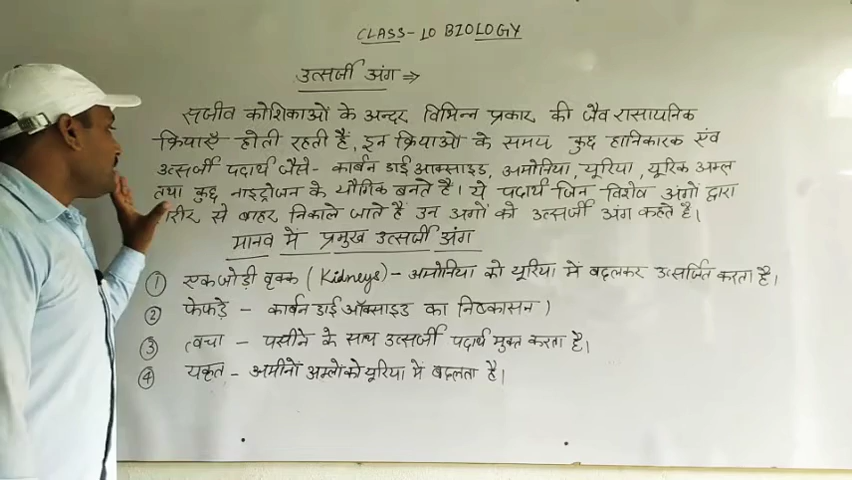 CLASS-10 BIOLOGY
उत्सर्जी अंग ⇒
सजीव कोशिकाओं के अन्दर विभिन्न प्रकार की जैव रासायनिक
क्रियाएँ होती रहती हैं, इन क्रियाओं के समय कुछ हानिकारक एंव
उत्सर्जी पदार्थ जैसे- कार्बन डाई आक्साइड, अमोनिया, यूरिया, यूरिक अम्ल
तथा कुछ नाइट्रोजन के यौगिक बनते हैं। ये पदार्थ जिन विशेष अंगों द्वारा
शरीर से बाहर निकाले जाते हैं उन अगों को उत्सर्जी अंग कहते है।
मानव में प्रमुख उत्सर्जी अंग
1 एक जोड़ी वृक्क (Kidneys) - अमोनिया को यूरिया में बदलकर उत्सर्जित करता है।
2 फेफड़े - कार्बन डाई ऑक्साइड का निष्कासन)
3 त्वचा - पसीने के साथ उत्सर्जी पदार्थ मुक्त करता है।
4 यकृत - अमीनों अम्लो को यूरिया में बदलता है।